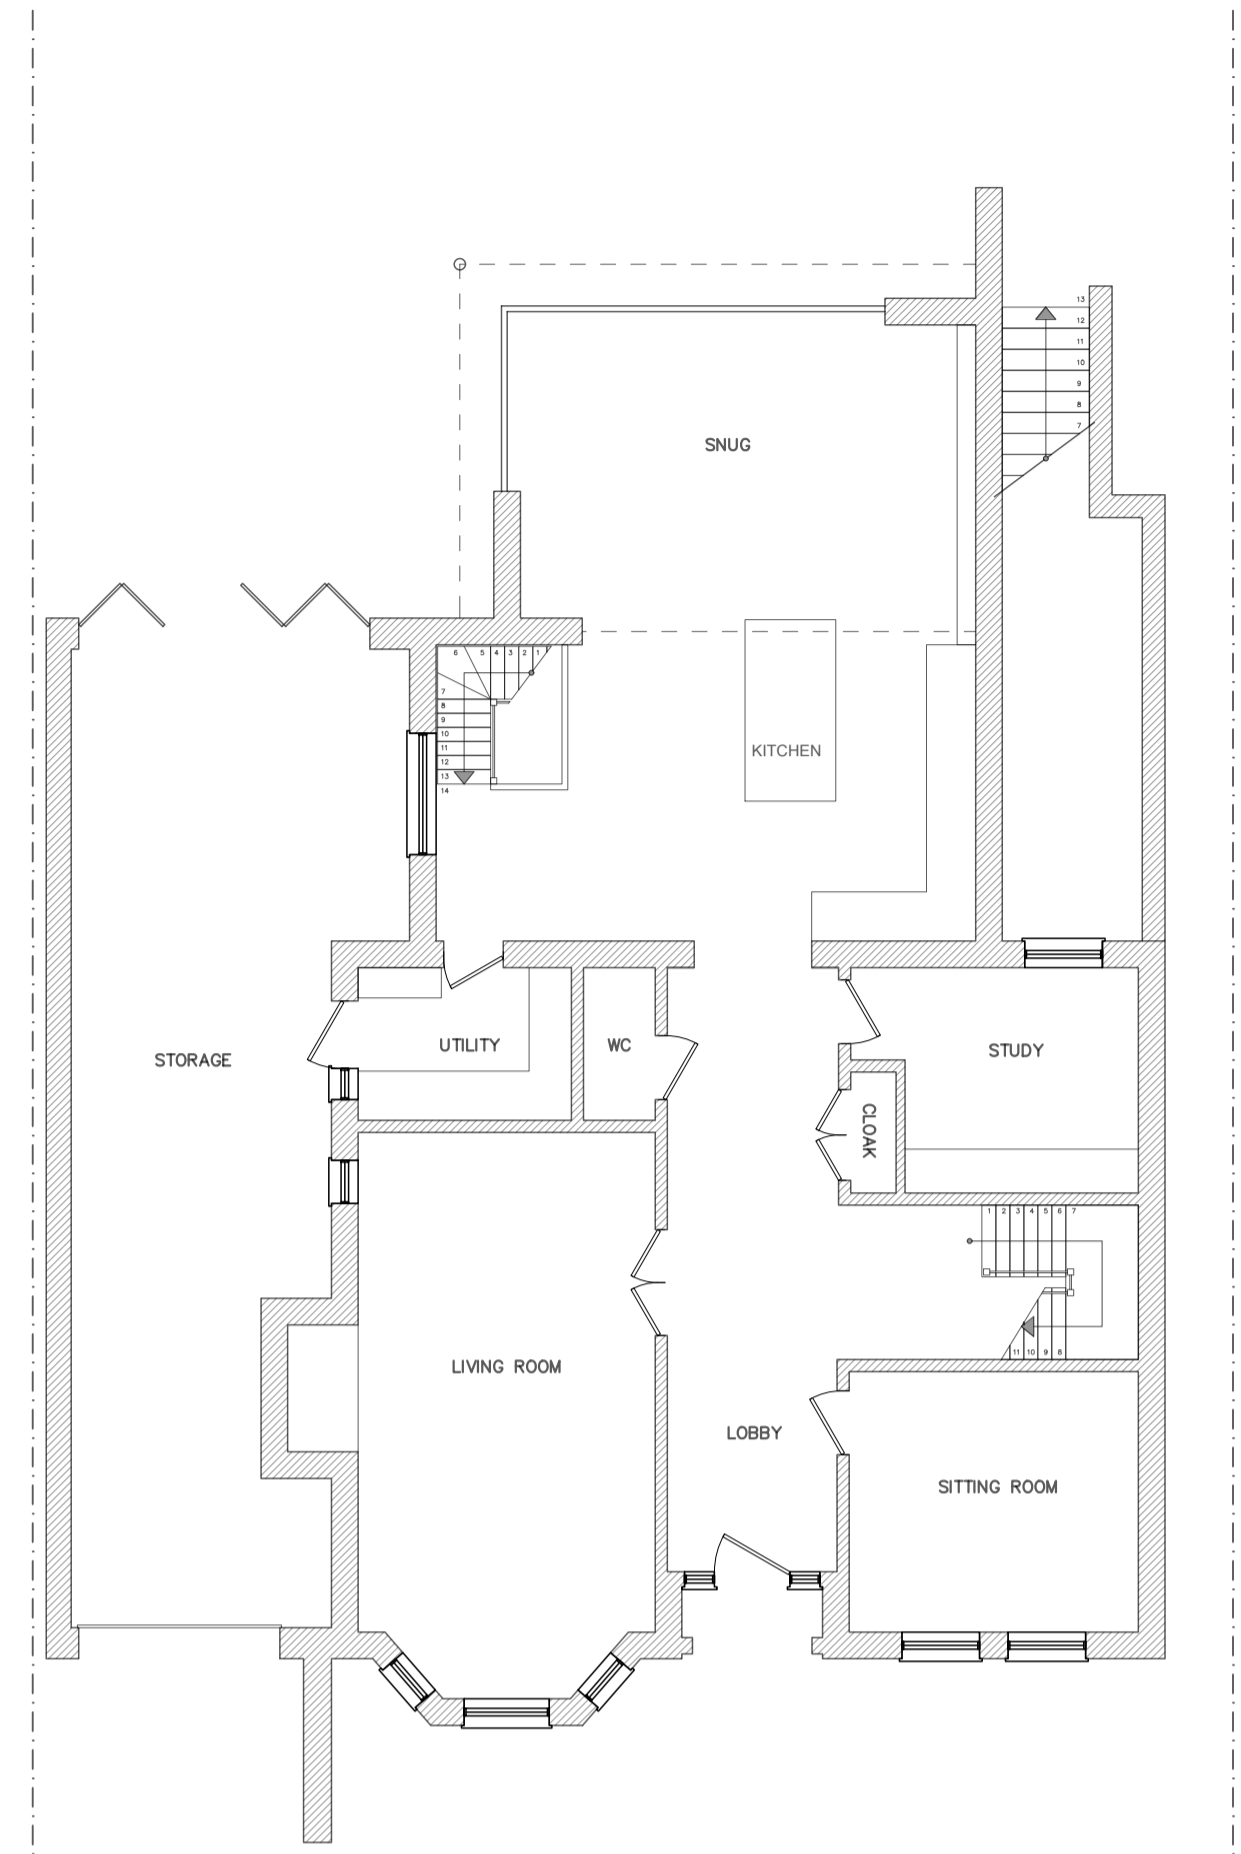 13
12
11
10
9
8
7
SNUG
6 5 4 3 2 1
7
8
9
10
11
12
13
14
KITCHEN
STORAGE
UTILITY
WC
STUDY
CLOAK
1 2 3 4 5 6 7
11 10 9 8
LIVING ROOM
LOBBY
SITTING ROOM